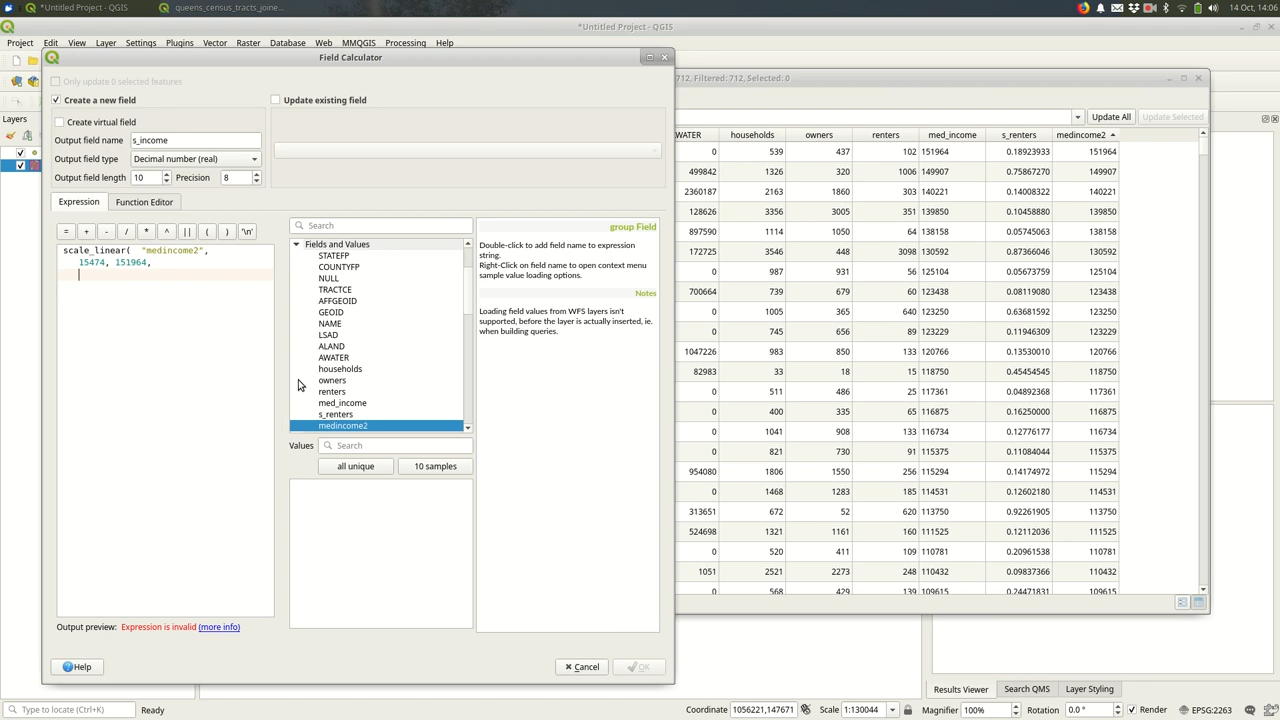 *Untitled Project - QGIS
queens_census_tracts_joine...
14 Oct, 14:06
*Untitled Project - QGIS
Project Edit View Layer Settings Plugins Vector Raster Database Web MMQGIS Processing Help
Field Calculator
712, Filtered: 712, Selected: 0
Only update 0 selected features
Create a new field
Update existing field
Create virtual field
Output field name s_income
Output field type Decimal number (real)
Output field length 10 Precision 8
Layers
Update All Update Selected
Expression Function Editor
= + - / * ^ || ( ) '\n'
scale_linear( "medincome2",
15474, 151964,
Search
Fields and Values
STATEFP
COUNTYFP
NULL
TRACTCE
AFFGEOID
GEOID
NAME
LSAD
ALAND
AWATER
households
owners
renters
med_income
s_renters
medincome2
Values Search
all unique 10 samples
group Field
Double-click to add field name to expression
string.
Right-Click on field name to open context menu
sample value loading options.
Notes
Loading field values from WFS layers isn't
supported, before the layer is actually inserted, ie.
when building queries.
Output preview: Expression is invalid (more info)
Help Cancel OK
WATER households owners renters med_income s_renters medincome2
0 539 437 102 151964 0.18923933 151964
499842 1326 320 1006 149907 0.75867270 149907
2360187 2163 1860 303 140221 0.14008322 140221
128626 3356 3005 351 139850 0.10458880 139850
897590 1114 1050 64 138158 0.05745063 138158
172725 3546 448 3098 130592 0.87366046 130592
0 987 931 56 125104 0.05673759 125104
700664 739 679 60 123438 0.08119080 123438
0 1005 365 640 123250 0.63681592 123250
0 745 656 89 123229 0.11946309 123229
1047226 983 850 133 120766 0.13530010 120766
82983 33 18 15 118750 0.45454545 118750
0 511 486 25 117361 0.04892368 117361
0 400 335 65 116875 0.16250000 116875
0 1041 908 133 116734 0.12776177 116734
0 821 730 91 115375 0.11084044 115375
954080 1806 1550 256 115294 0.14174972 115294
0 1468 1283 185 114531 0.12602180 114531
313651 672 52 620 113750 0.92261905 113750
524698 1321 1161 160 111525 0.12112036 111525
0 520 411 109 110781 0.20961538 110781
1051 2521 2273 248 110432 0.09837366 110432
0 568 429 139 109615 0.24471831 109615
Results Viewer Search QMS Layer Styling
Type to locate (Ctrl+K) Ready Coordinate 1056221,147671 Scale 1:130044 Magnifier 100% Rotation 0.0 ° Render EPSG:2263